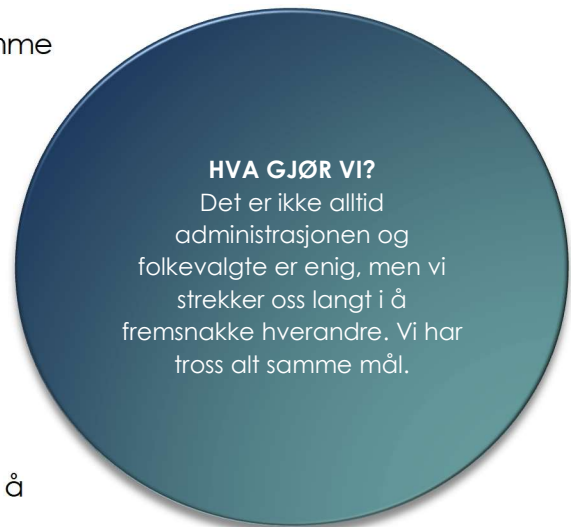 mme
HVA GJØR VI?
Det er ikke alltid
administrasjonen og
folkevalgte er enig, men vi
strekker oss langt i å
fremsnakke hverandre. Vi har
tross alt samme mål.
å